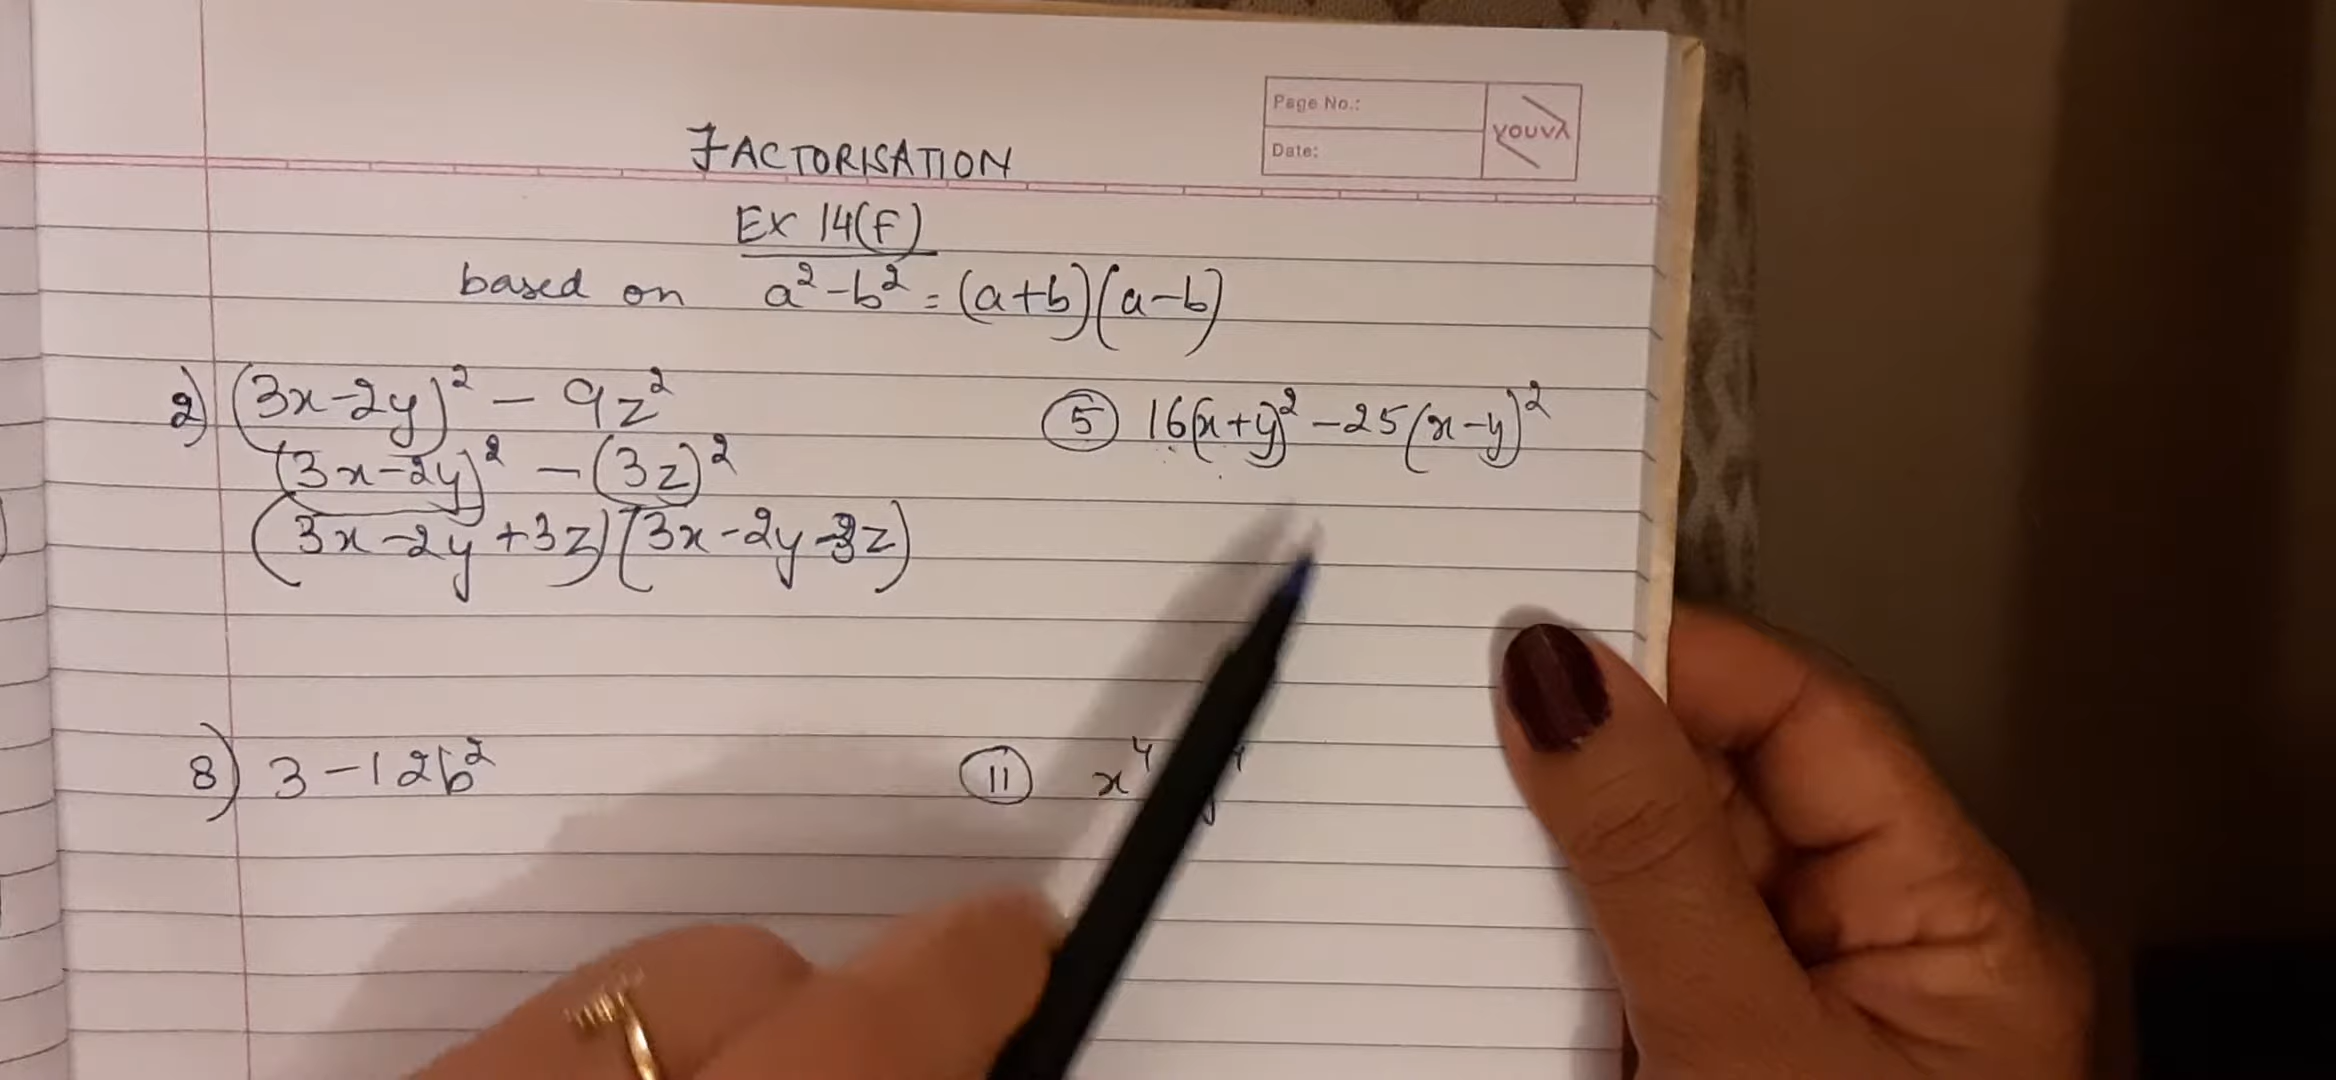 Page No.:
Date:
youva
FACTORISATION
Ex 14(F)
based on a² - b² = (a+b)(a-b)
2) (3x-2y)² - 9z²
(3x-2y)² - (3z)²
(3x-2y+3z)(3x-2y-3z)
⑤ 16(x+y)² - 25(x-y)²
8) 3 - 12b²
⑪ x⁴